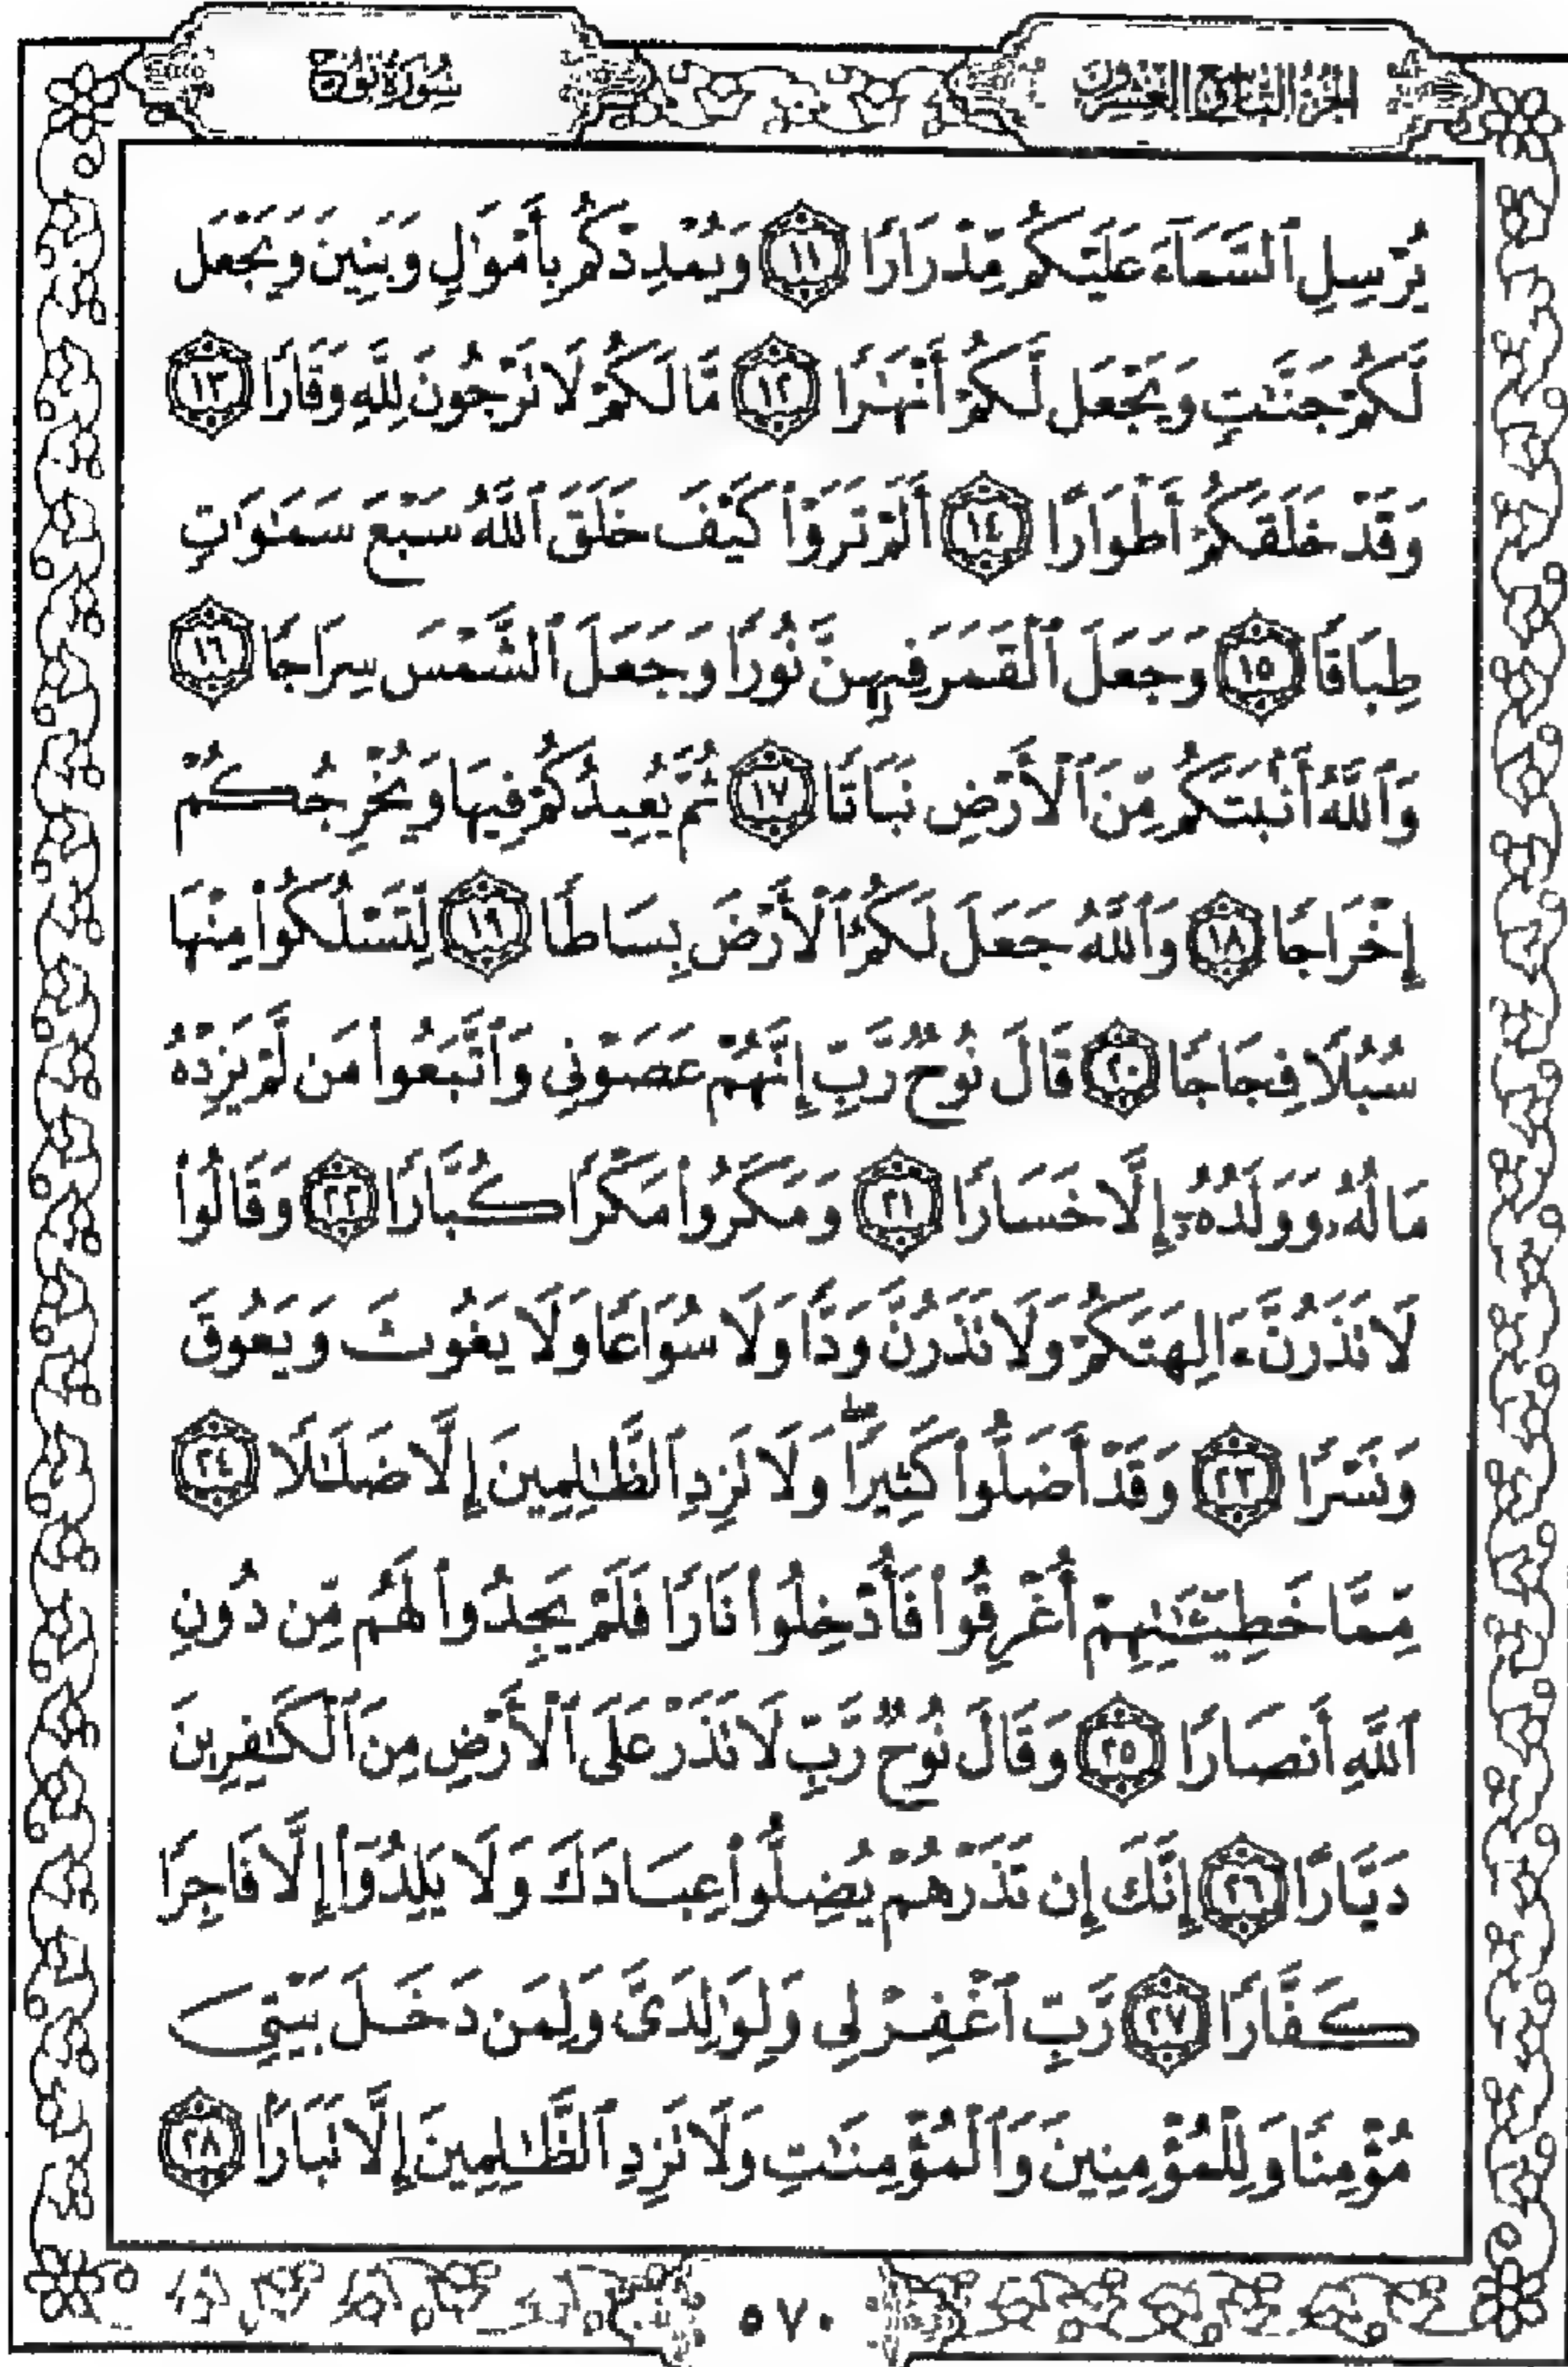 الجزء التاسع والعشرون
سورة نوح
يُرْسِلِ ٱلسَّمَآءَ عَلَيْكُم مِّدْرَارًا ١١ وَيُمْدِدْكُم بِأَمْوَٰلٍ وَبَنِينَ وَيَجْعَل
لَّكُمْ جَنَّـٰتٍ وَيَجْعَل لَّكُمْ أَنْهَـٰرًا ١٢ مَّا لَكُمْ لَا تَرْجُونَ لِلَّهِ وَقَارًا ١٣
وَقَدْ خَلَقَكُمْ أَطْوَارًا ١٤ أَلَمْ تَرَوْا۟ كَيْفَ خَلَقَ ٱللَّهُ سَبْعَ سَمَـٰوَٰتٍ
طِبَاقًا ١٥ وَجَعَلَ ٱلْقَمَرَ فِيهِنَّ نُورًا وَجَعَلَ ٱلشَّمْسَ سِرَاجًا ١٦
وَٱللَّهُ أَنۢبَتَكُم مِّنَ ٱلْأَرْضِ نَبَاتًا ١٧ ثُمَّ يُعِيدُكُمْ فِيهَا وَيُخْرِجُكُمْ
إِخْرَاجًا ١٨ وَٱللَّهُ جَعَلَ لَكُمُ ٱلْأَرْضَ بِسَاطًا ١٩ لِّتَسْلُكُوا۟ مِنْهَا
سُبُلًا فِجَاجًا ٢٠ قَالَ نُوحٌ رَّبِّ إِنَّهُمْ عَصَوْنِى وَٱتَّبَعُوا۟ مَن لَّمْ يَزِدْهُ
مَالُهُۥ وَوَلَدُهُۥٓ إِلَّا خَسَارًا ٢١ وَمَكَرُوا۟ مَكْرًا كُبَّارًا ٢٢ وَقَالُوا۟
لَا تَذَرُنَّ ءَالِهَتَكُمْ وَلَا تَذَرُنَّ وَدًّا وَلَا سُوَاعًا وَلَا يَغُوثَ وَيَعُوقَ
وَنَسْرًا ٢٣ وَقَدْ أَضَلُّوا۟ كَثِيرًا ۖ وَلَا تَزِدِ ٱلظَّـٰلِمِينَ إِلَّا ضَلَـٰلًا ٢٤
مِّمَّا خَطِيٓـَٔـٰتِهِمْ أُغْرِقُوا۟ فَأُدْخِلُوا۟ نَارًا فَلَمْ يَجِدُوا۟ لَهُم مِّن دُونِ
ٱللَّهِ أَنصَارًا ٢٥ وَقَالَ نُوحٌ رَّبِّ لَا تَذَرْ عَلَى ٱلْأَرْضِ مِنَ ٱلْكَـٰفِرِينَ
دَيَّارًا ٢٦ إِنَّكَ إِن تَذَرْهُمْ يُضِلُّوا۟ عِبَادَكَ وَلَا يَلِدُوٓا۟ إِلَّا فَاجِرًا
كَفَّارًا ٢٧ رَّبِّ ٱغْفِرْ لِى وَلِوَٰلِدَىَّ وَلِمَن دَخَلَ بَيْتِىَ
مُؤْمِنًا وَلِلْمُؤْمِنِينَ وَٱلْمُؤْمِنَـٰتِ وَلَا تَزِدِ ٱلظَّـٰلِمِينَ إِلَّا تَبَارًۢا ٢٨
٥٧٠